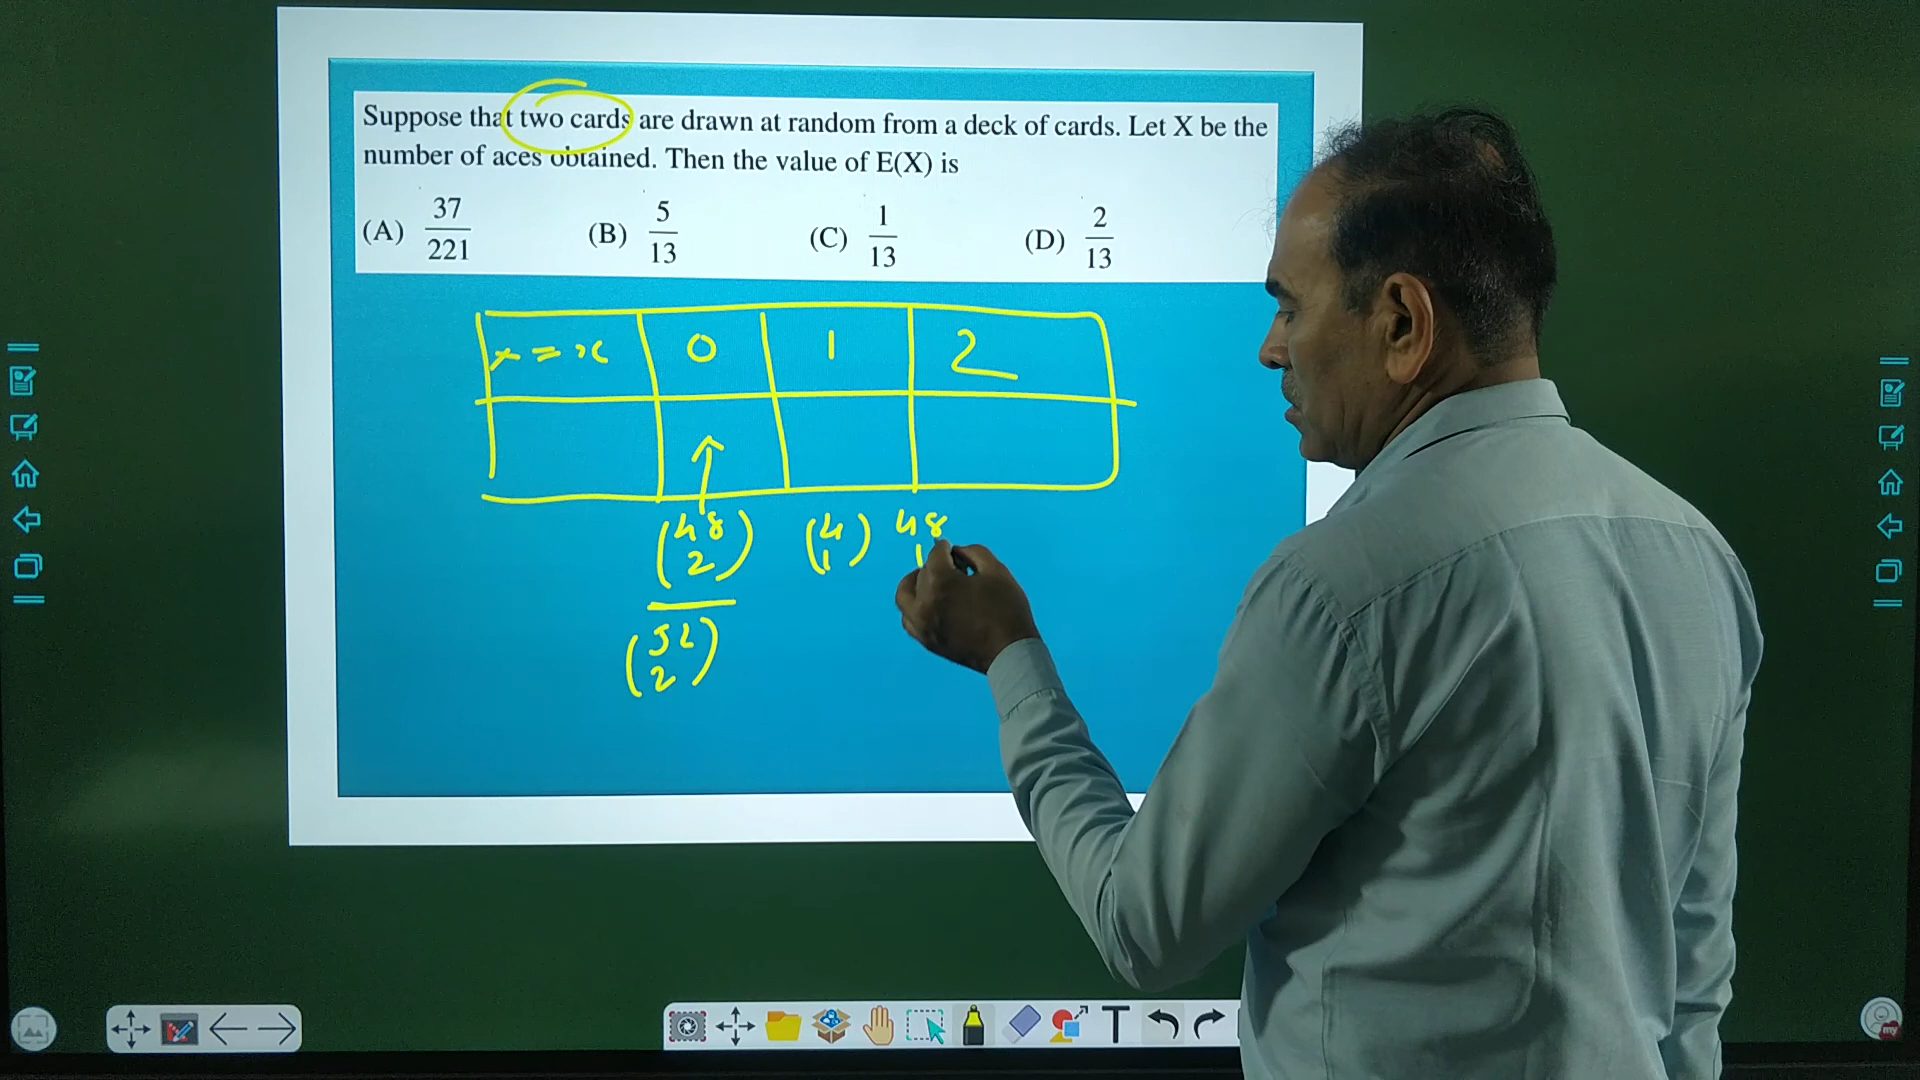 Suppose that two cards are drawn at random from a deck of cards. Let X be the
number of aces obtained. Then the value of E(X) is
(A) 37/221 (B) 5/13 (C) 1/13 (D) 2/13
x = x 0 1 2
(48 2) (4 1) 48 1
(52 2)
T
my